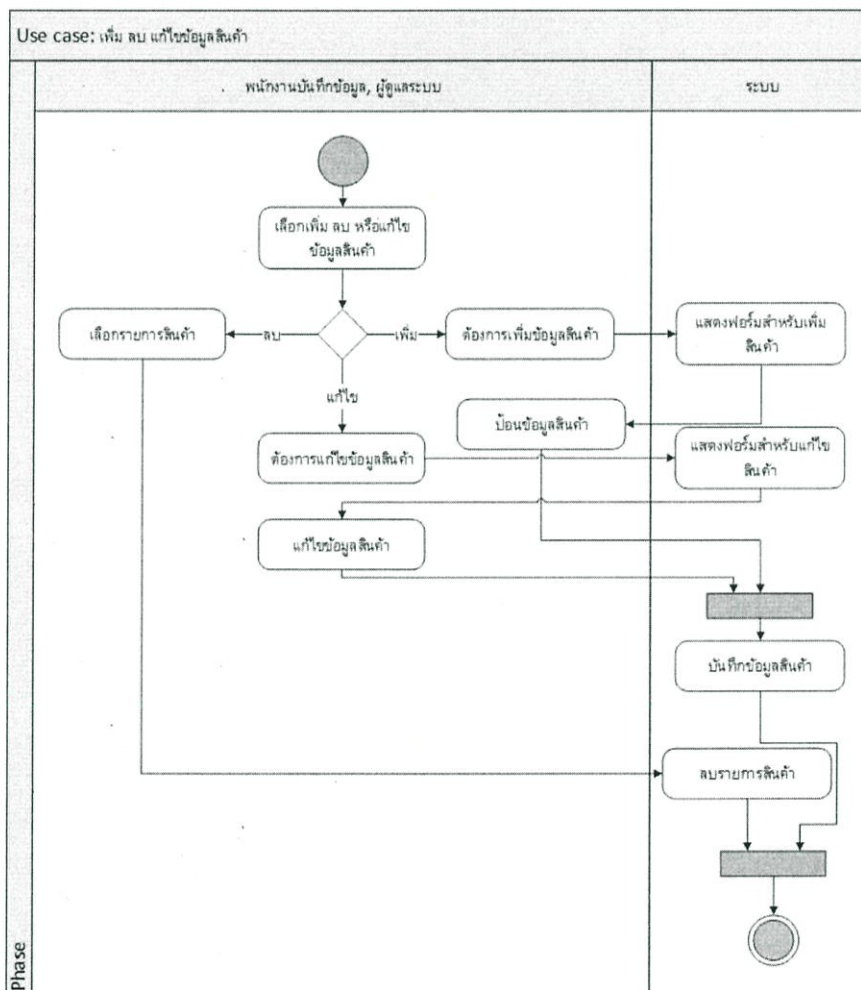 Use case: เพิ่ม ลบ แก้ไขข้อมูลสินค้า
พนักงานบันทึกข้อมูล, ผู้ดูแลระบบ
ระบบ
เลือกเพิ่ม ลบ หรือแก้ไข
ข้อมูลสินค้า
เลือกรายการสินค้า
ลบ
เพิ่ม
ต้องการเพิ่มข้อมูลสินค้า
แสดงฟอร์มสำหรับเพิ่ม
สินค้า
แก้ไข
ป้อนข้อมูลสินค้า
ต้องการแก้ไขข้อมูลสินค้า
แสดงฟอร์มสำหรับแก้ไข
สินค้า
แก้ไขข้อมูลสินค้า
บันทึกข้อมูลสินค้า
ลบรายการสินค้า
Phase